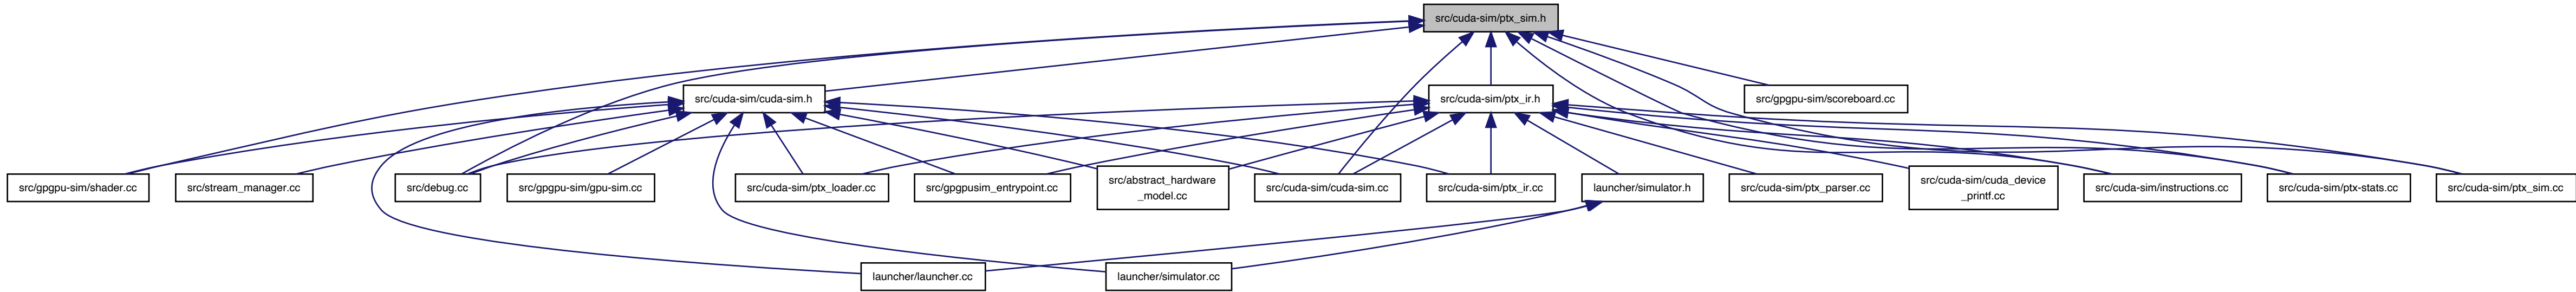 src/cuda-sim/ptx_sim.h
src/cuda-sim/cuda-sim.h
src/cuda-sim/ptx_ir.h
src/gpgpu-sim/scoreboard.cc
src/gpgpu-sim/shader.cc
src/stream_manager.cc
src/debug.cc
src/gpgpu-sim/gpu-sim.cc
src/cuda-sim/ptx_loader.cc
src/gpgpusim_entrypoint.cc
src/abstract_hardware
_model.cc
src/cuda-sim/cuda-sim.cc
src/cuda-sim/ptx_ir.cc
launcher/simulator.h
src/cuda-sim/ptx_parser.cc
src/cuda-sim/cuda_device
_printf.cc
src/cuda-sim/instructions.cc
src/cuda-sim/ptx-stats.cc
src/cuda-sim/ptx_sim.cc
launcher/launcher.cc
launcher/simulator.cc